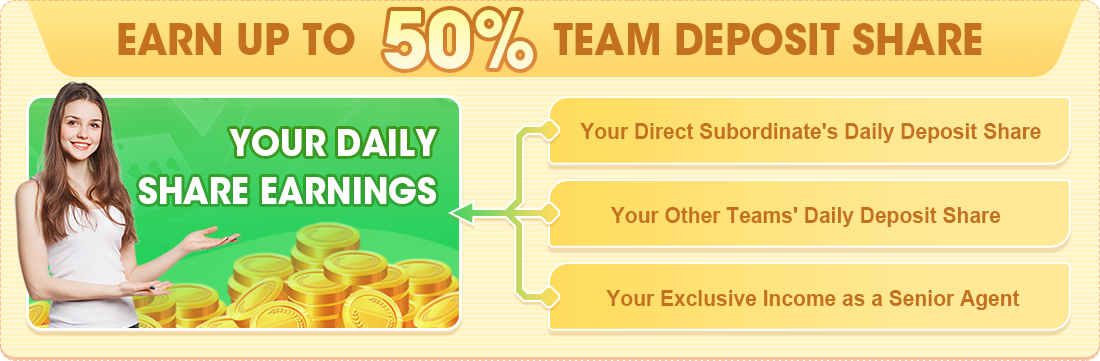 EARN UP TO 50% TEAM DEPOSIT SHARE
YOUR DAILY
SHARE EARNINGS
Your Direct Subordinate's Daily Deposit Share
Your Other Teams' Daily Deposit Share
Your Exclusive Income as a Senior Agent